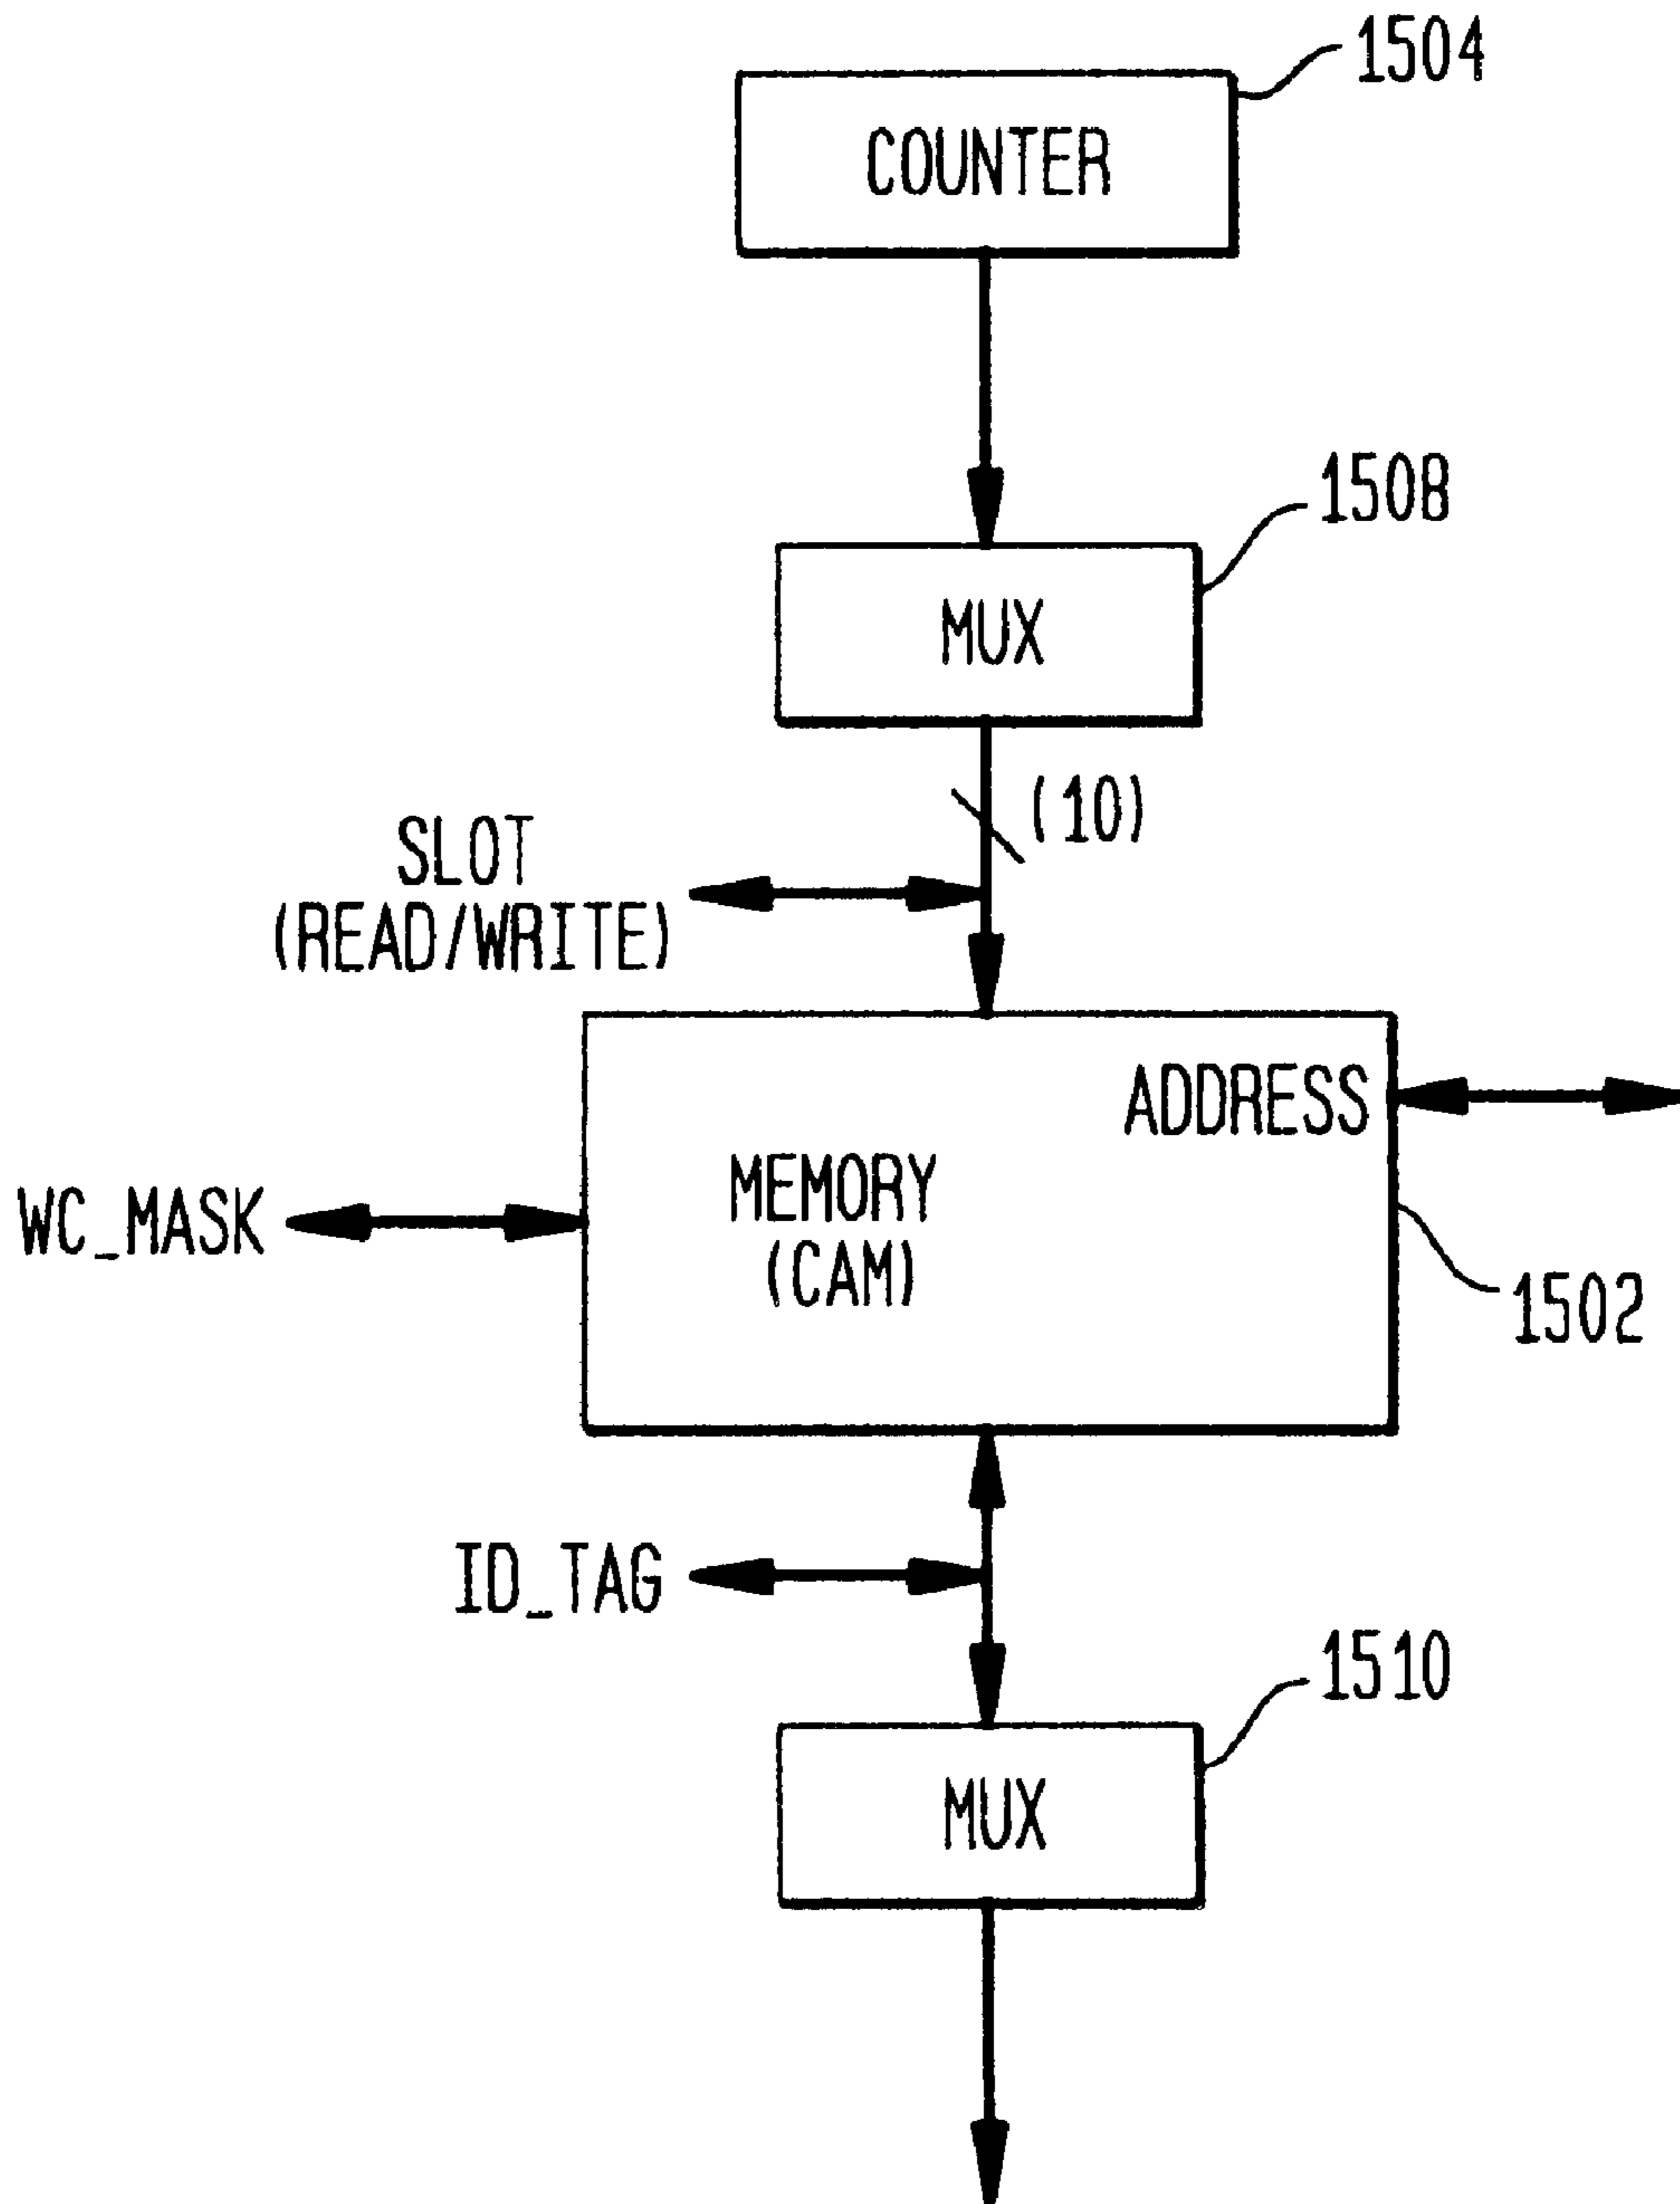 1504
COUNTER
1508
MUX
(10)
SLOT
(READ/WRITE)
ADDRESS
MEMORY
(CAM)
WC_MASK
1502
ID_TAG
1510
MUX